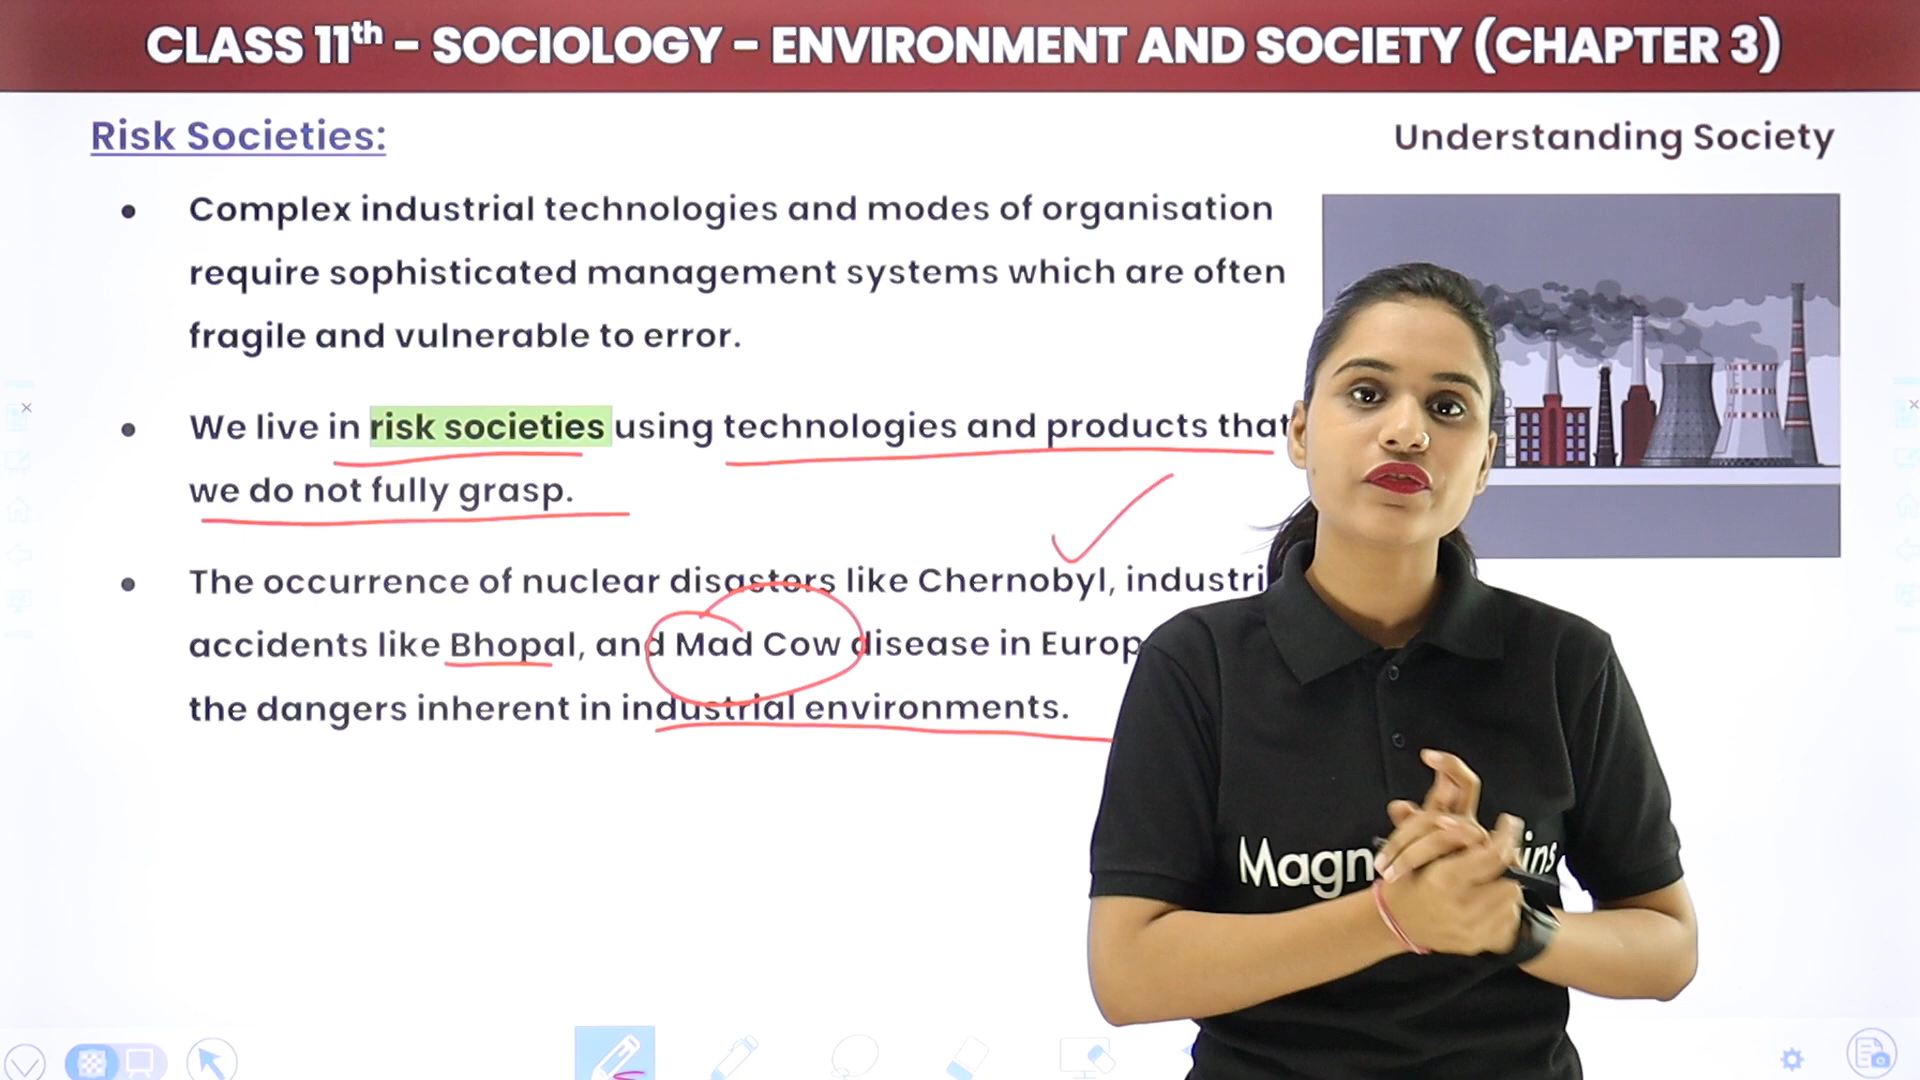 CLASS 11th - SOCIOLOGY - ENVIRONMENT AND SOCIETY (CHAPTER 3)
Risk Societies:
Understanding Society
• Complex industrial technologies and modes of organisation
require sophisticated management systems which are often
fragile and vulnerable to error.
• We live in risk societies using technologies and products that
we do not fully grasp.
• The occurrence of nuclear disasters like Chernobyl, industri
accidents like Bhopal, and Mad Cow disease in Europ
the dangers inherent in industrial environments.
Magn ins